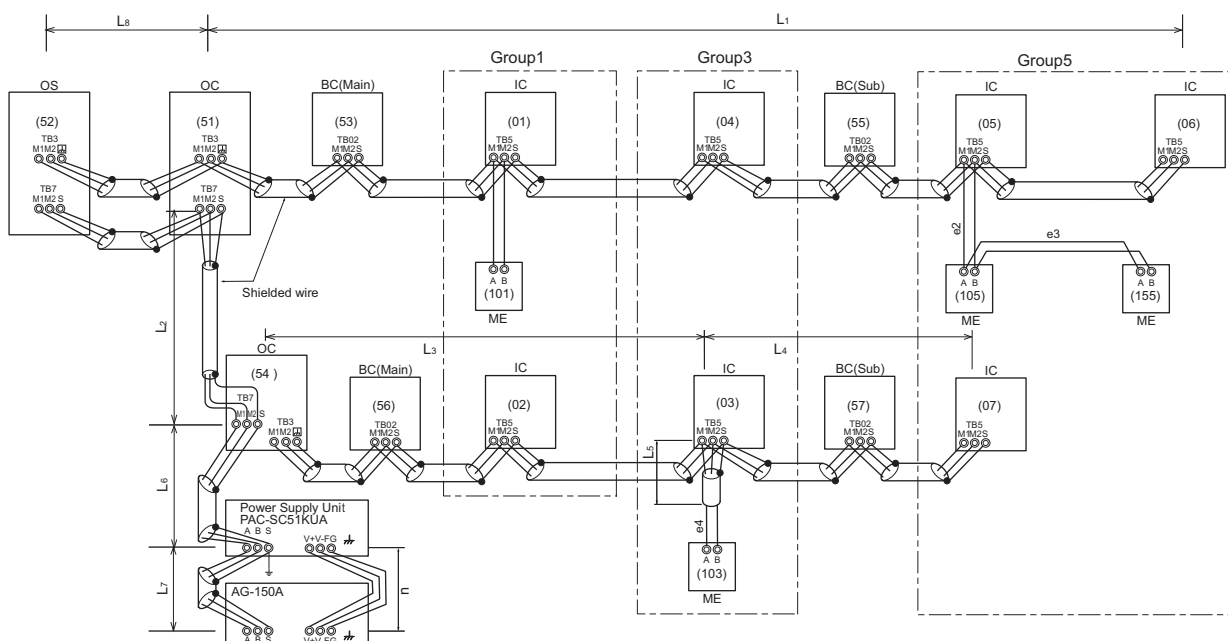 L8
L1
Group1
Group3
Group5
OS
OC
BC(Main)
IC
IC
BC(Sub)
IC
IC
(52)
(51)
(53)
(01)
(04)
(55)
(05)
(06)
TB3
M1M2
TB3
M1M2
TB02
M1M2S
TB5
M1M2S
TB5
M1M2S
TB02
M1M2S
TB5
M1M2S
TB5
M1M2S
TB7
M1M2 S
TB7
M1M2 S
e2
e3
A B
(101)
ME
A B
(105)
ME
A B
(155)
ME
Shielded wire
L2
L3
L4
OC
(54 )
TB7
M1M2 S
TB3
M1M2
BC(Main)
(56)
TB02
M1M2S
IC
(02)
TB5
M1M2S
IC
(03)
TB5
M1M2S
BC(Sub)
(57)
TB02
M1M2S
IC
(07)
TB5
M1M2S
L5
e4
A B
(103)
ME
L6
Power Supply Unit
PAC-SC51KUA
A B S
V+V-FG
L7
n
AG-150A
A B S
V+V-FG